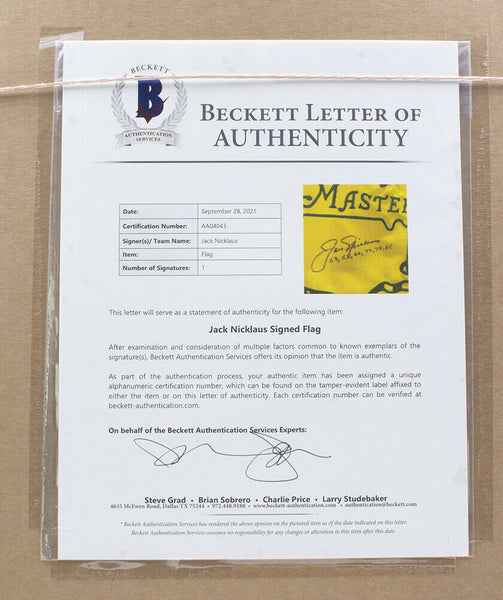 BECKETT
B
AUTHENTICATION
SERVICES
BECKETT LETTER OF
AUTHENTICITY
Date: September 28, 2021
Certification Number: AA04043
Signer(s)/ Team Name: Jack Nicklaus
Item: Flag
Number of Signatures: 1
MASTE
Jack Nicklaus
63, 65, 66, 72, 75, 86
This letter will serve as a statement of authenticity for the following item:
Jack Nicklaus Signed Flag
After examination and consideration of multiple factors common to known exemplars of the
signature(s), Beckett Authentication Services offers its opinion that the item is authentic.
As part of the authentication process, your authentic item has been assigned a unique
alphanumeric certification number, which can be found on the tamper-evident label affixed to
either the item or on this letter of authenticity. Each certification number can be verified at
beckett-authentication.com.
On behalf of the Beckett Authentication Services Experts:
Steve Grad • Brian Sobrero • Charlie Price • Larry Studebaker
4635 McEwen Road, Dallas TX 75244 • 972.448.9188 • www.beckett-authentication.com • authentication@beckett.com
* Beckett Authentication Services has rendered the above opinion on the pictured item as of the date indicated on this letter.
Beckett Authentication Services assumes no responsibility for any changes or alteration to this item after this date.